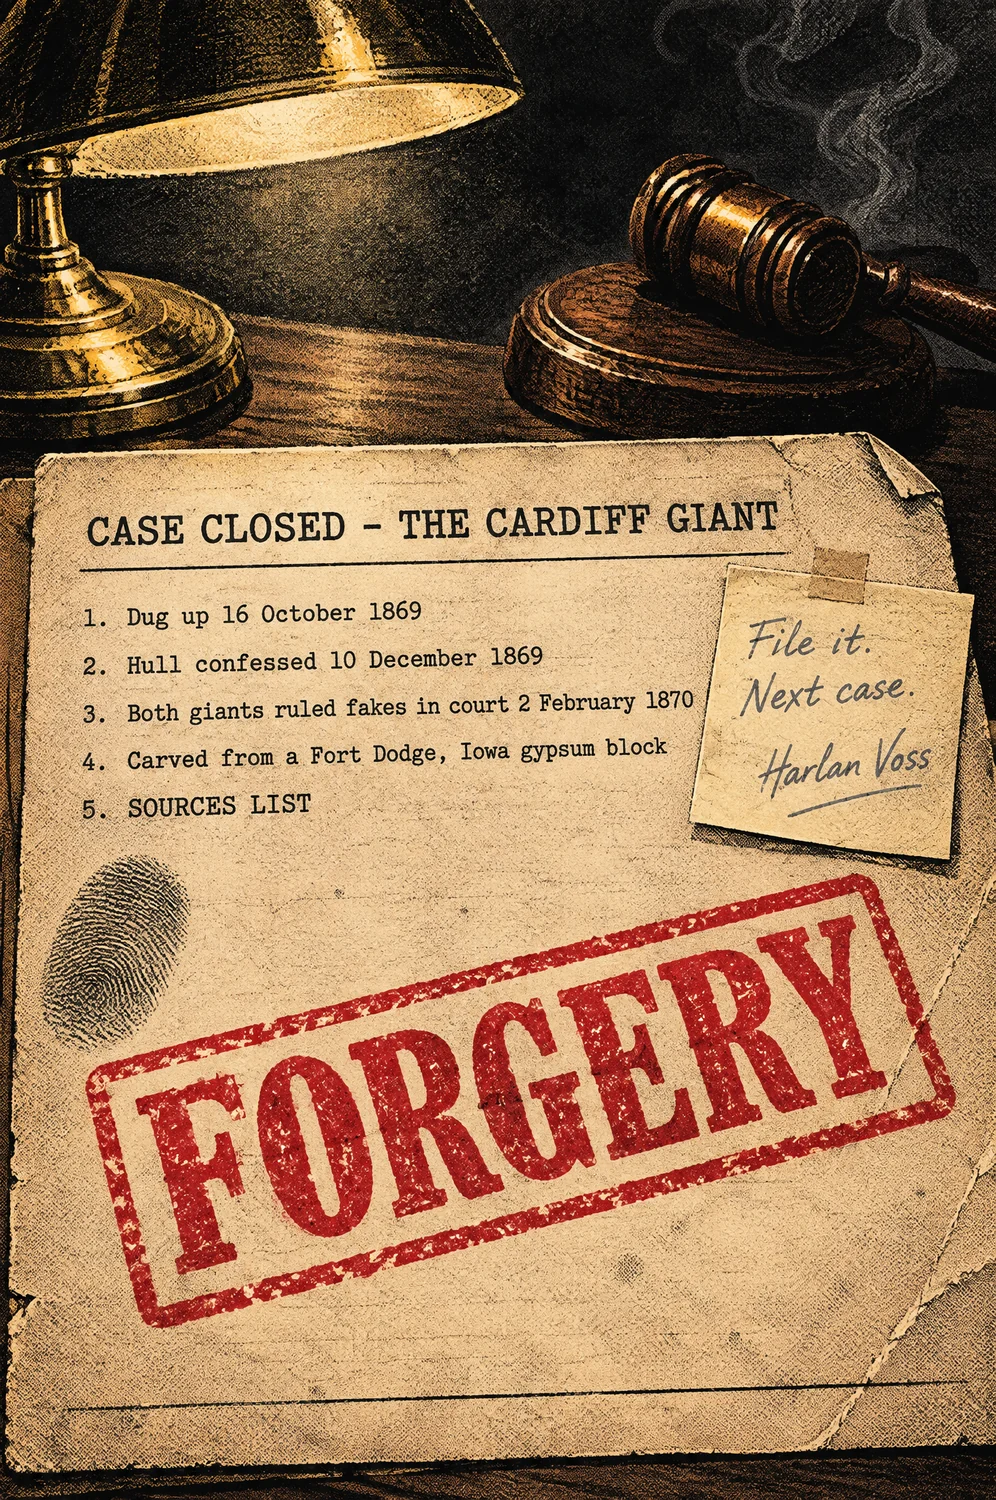 CASE CLOSED – THE CARDIFF GIANT
1. Dug up 16 October 1869
2. Hull confessed 10 December 1869
3. Both giants ruled fakes in court 2 February 1870
4. Carved from a Fort Dodge, Iowa gypsum block
5. SOURCES LIST
File it.
Next case.
Harlan Voss
FORGERY